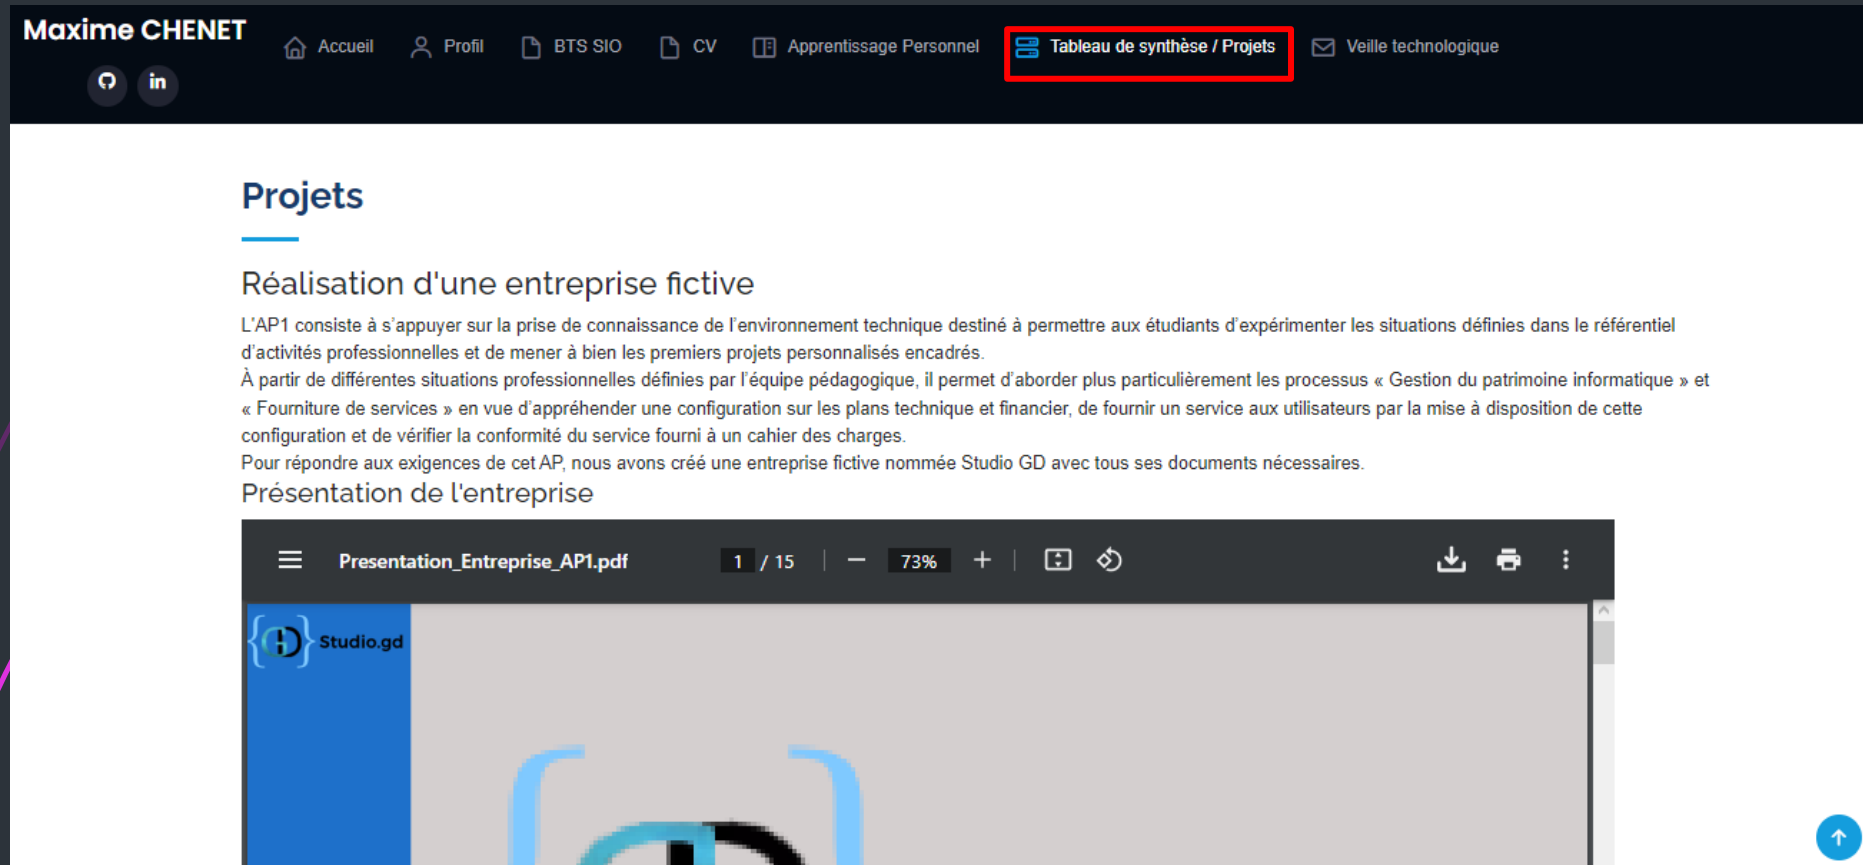 Maxime CHENET
Accueil
Profil
BTS SIO
CV
Apprentissage Personnel
Tableau de synthèse / Projets
Veille technologique
in
Projets
Réalisation d'une entreprise fictive
L'AP1 consiste à s'appuyer sur la prise de connaissance de l'environnement technique destiné à permettre aux étudiants d'expérimenter les situations définies dans le référentiel
d'activités professionnelles et de mener à bien les premiers projets personnalisés encadrés.
À partir de différentes situations professionnelles définies par l'équipe pédagogique, il permet d'aborder plus particulièrement les processus « Gestion du patrimoine informatique » et
« Fourniture de services » en vue d'appréhender une configuration sur les plans technique et financier, de fournir un service aux utilisateurs par la mise à disposition de cette
configuration et de vérifier la conformité du service fourni à un cahier des charges.
Pour répondre aux exigences de cet AP, nous avons créé une entreprise fictive nommée Studio GD avec tous ses documents nécessaires.
Présentation de l'entreprise
Presentation_Entreprise_AP1.pdf
1 / 15
73%
Studio.gd